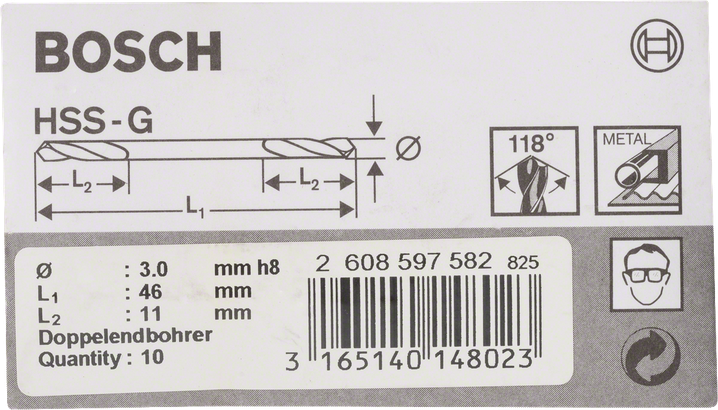 BOSCH
HSS-G
Ø
118°
METAL
L2
L2
L1
Ø : 3.0 mm h8
L1 : 46 mm
L2 : 11 mm
Doppelendbohrer
Quantity : 10
2 608 597 582 825
3 165140 148023